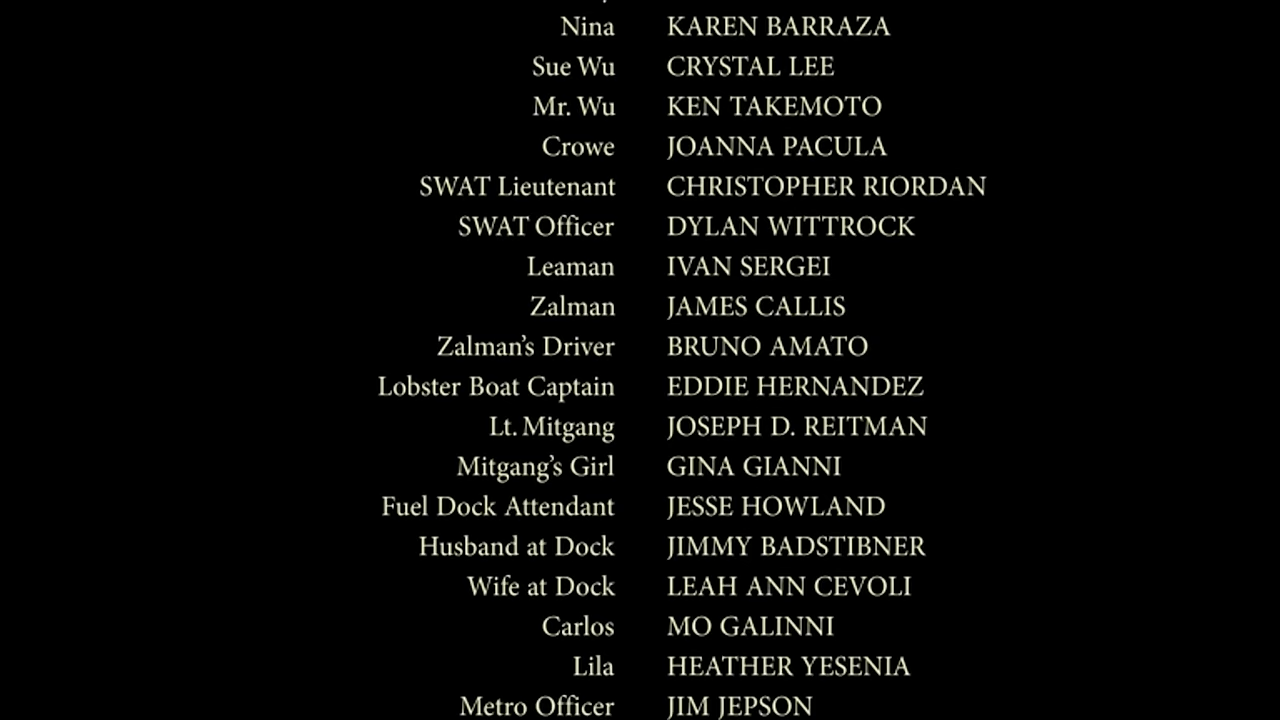 Nina KAREN BARRAZA
Sue Wu CRYSTAL LEE
Mr. Wu KEN TAKEMOTO
Crowe JOANNA PACULA
SWAT Lieutenant CHRISTOPHER RIORDAN
SWAT Officer DYLAN WITTROCK
Leaman IVAN SERGEI
Zalman JAMES CALLIS
Zalman’s Driver BRUNO AMATO
Lobster Boat Captain EDDIE HERNANDEZ
Lt. Mitgang JOSEPH D. REITMAN
Mitgang’s Girl GINA GIANNI
Fuel Dock Attendant JESSE HOWLAND
Husband at Dock JIMMY BADSTIBNER
Wife at Dock LEAH ANN CEVOLI
Carlos MO GALINNI
Lila HEATHER YESENIA
Metro Officer JIM JEPSON